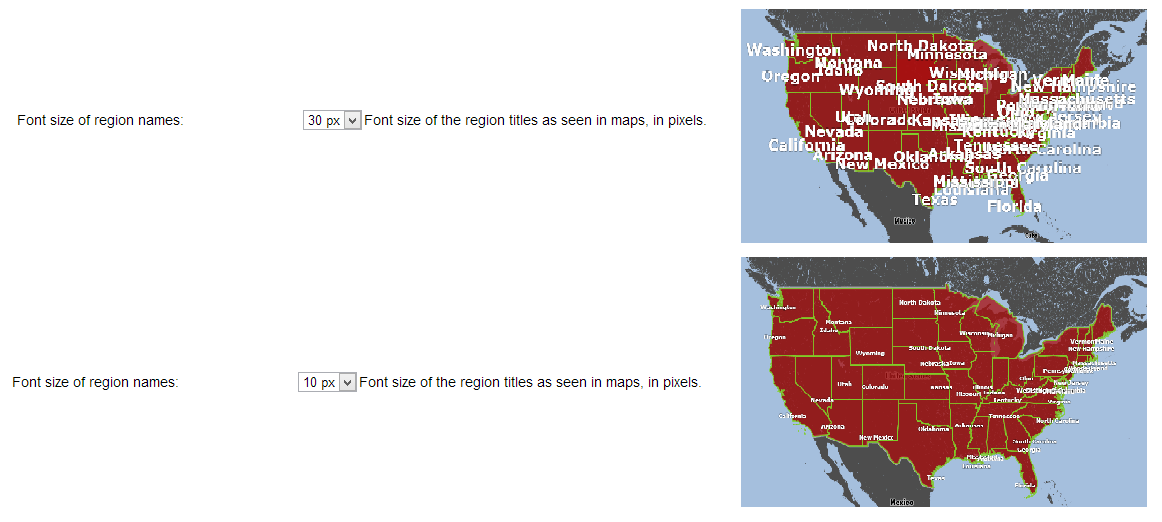 Font size of region names: 30 px Font size of the region titles as seen in maps, in pixels.
Washington
North Dakota
Minnesota
Montana
Idaho
Oregon
Michigan
Vermont
Maine
New Hampshire
South Dakota
Wyoming
Nebraska
Iowa
Massachusetts
Utah
Colorado
Kansas
Nevada
Kentucky
Virginia
California
Tennessee
Arizona
Oklahoma
Arkansas
New Mexico
South Carolina
Georgia
Mississippi
Louisiana
Texas
Florida
Mexico
Cuba
Font size of region names: 10 px Font size of the region titles as seen in maps, in pixels.
Washington
North Dakota
Minnesota
Montana
Idaho
Oregon
Wisconsin
Michigan
Vermont
Maine
New Hampshire
South Dakota
Wyoming
Nebraska
Iowa
Massachusetts
Ohio
New Jersey
Utah
Colorado
Kansas
Missouri
Illinois
Indiana
Kentucky
Virginia
Nevada
California
Tennessee
North Carolina
Arizona
Oklahoma
Arkansas
New Mexico
South Carolina
Georgia
Mississippi
Louisiana
Texas
Florida
Mexico